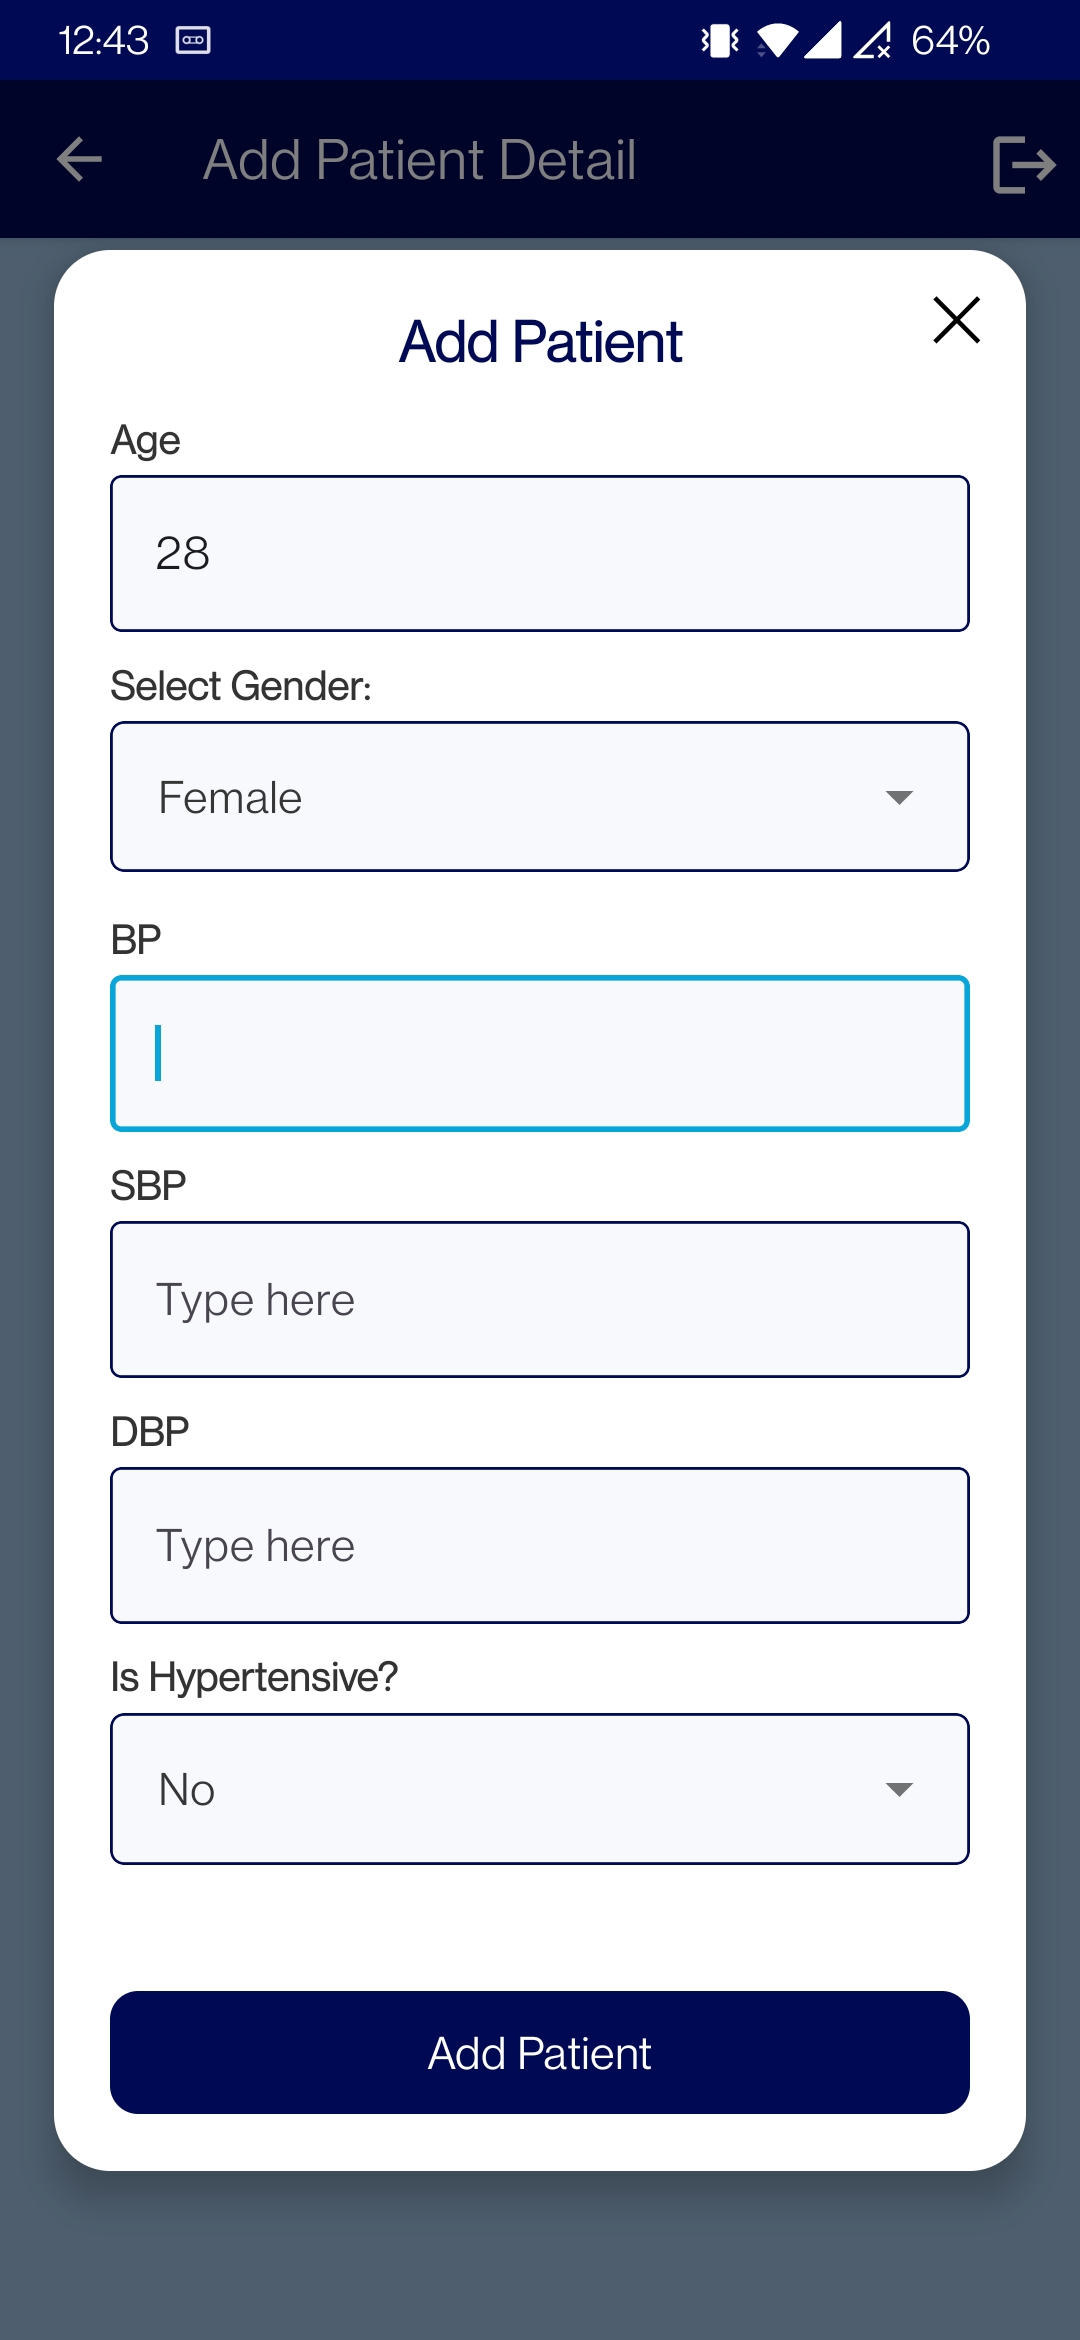 12:43
64%
Add Patient Detail
Add Patient
Age
28
Select Gender:
Female
BP
SBP
Type here
DBP
Type here
Is Hypertensive?
No
Add Patient